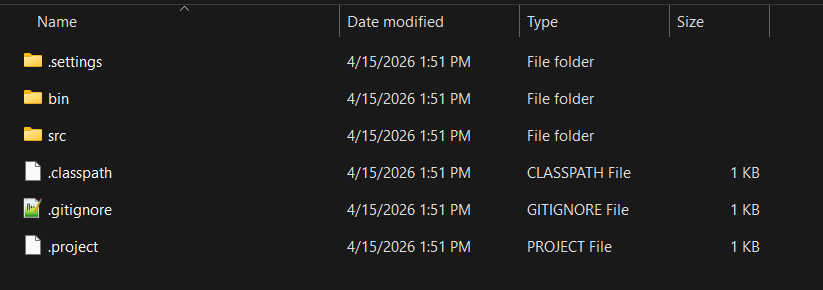 Name Date modified Type Size
.settings 4/15/2026 1:51 PM File folder
bin 4/15/2026 1:51 PM File folder
src 4/15/2026 1:51 PM File folder
.classpath 4/15/2026 1:51 PM CLASSPATH File 1 KB
.gitignore 4/15/2026 1:51 PM GITIGNORE File 1 KB
.project 4/15/2026 1:51 PM PROJECT File 1 KB